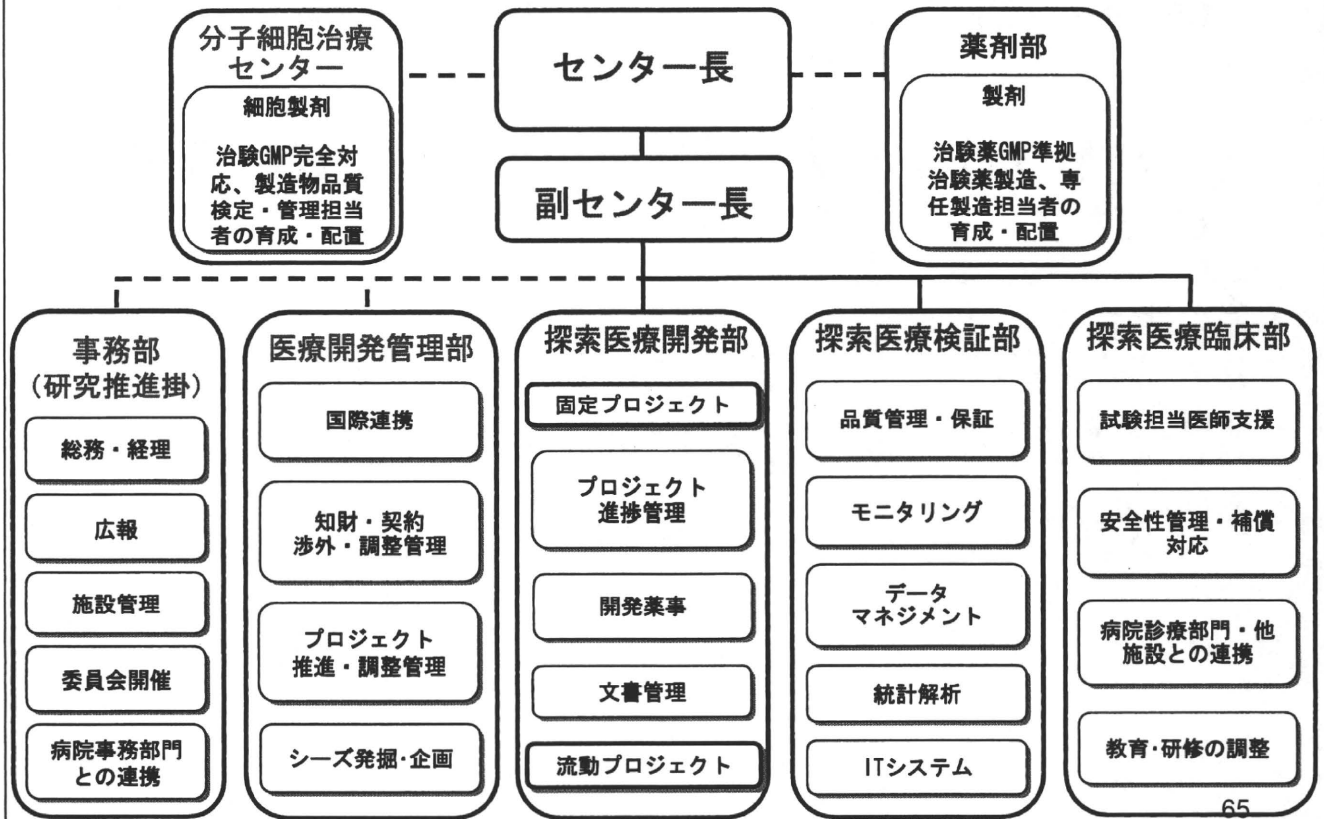 分子細胞治療
センター
細胞製剤
治験GMP完全対
応、製造物品質
検定・管理担当
者の育成・配置
センター長
副センター長
薬剤部
製剤
治験薬GMP準拠
治験薬製造、専
任製造担当者の
育成・配置
事務部
(研究推進掛)
総務・経理
広報
施設管理
委員会開催
病院事務部門
との連携
医療開発管理部
国際連携
知財・契約
渉外・調整管理
プロジェクト
推進・調整管理
シーズ発掘・企画
探索医療開発部
固定プロジェクト
プロジェクト
進捗管理
開発薬事
文書管理
流動プロジェクト
探索医療検証部
品質管理・保証
モニタリング
データ
マネジメント
統計解析
ITシステム
探索医療臨床部
試験担当医師支援
安全性管理・補償
対応
病院診療部門・他
施設との連携
教育・研修の調整
65